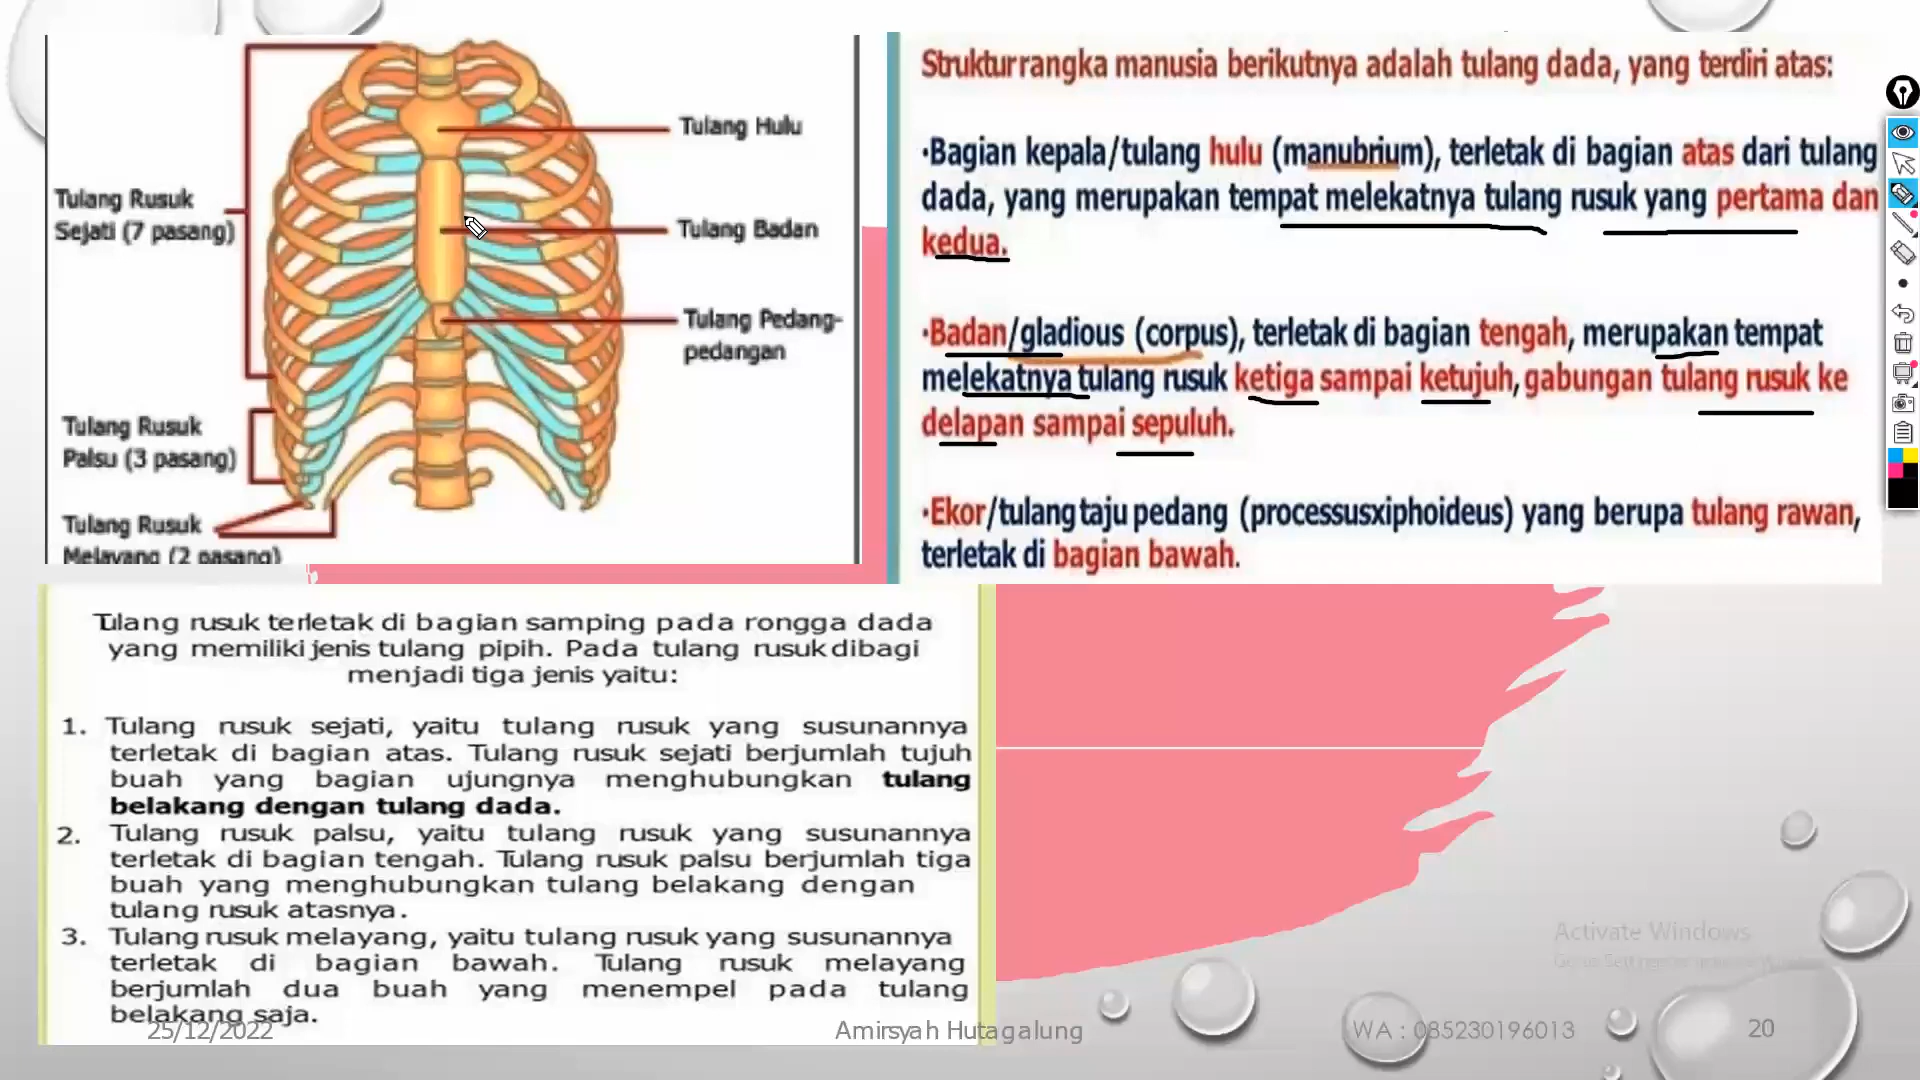 Tulang Hulu
Tulang Rusuk
Sejati (7 pasang)
Tulang Badan
Tulang Pedang-
pedangan
Tulang Rusuk
Palsu (3 pasang)
Tulang Rusuk
Melayang (2 pasang)
Struktur rangka manusia berikutnya adalah tulang dada, yang terdiri atas:
•Bagian kepala/tulang hulu (manubrium), terletak di bagian atas dari tulang
dada, yang merupakan tempat melekatnya tulang rusuk yang pertama dan
kedua.
•Badan/gladious (corpus), terletak di bagian tengah, merupakan tempat
melekatnya tulang rusuk ketiga sampai ketujuh, gabungan tulang rusuk ke
delapan sampai sepuluh.
•Ekor/tulang taju pedang (processusxiphoideus) yang berupa tulang rawan,
terletak di bagian bawah.
Tulang rusuk terletak di bagian samping pada rongga dada
yang memiliki jenis tulang pipih. Pada tulang rusuk dibagi
menjadi tiga jenis yaitu:
1. Tulang rusuk sejati, yaitu tulang rusuk yang susunannya
terletak di bagian atas. Tulang rusuk sejati berjumlah tujuh
buah yang bagian ujungnya menghubungkan tulang
belakang dengan tulang dada.
2. Tulang rusuk palsu, yaitu tulang rusuk yang susunannya
terletak di bagian tengah. Tulang rusuk palsu berjumlah tiga
buah yang menghubungkan tulang belakang dengan
tulang rusuk atasnya.
3. Tulang rusuk melayang, yaitu tulang rusuk yang susunannya
terletak di bagian bawah. Tulang rusuk melayang
berjumlah dua buah yang menempel pada tulang
belakang saja.
Activate Windows
25/12/2022
Amirsyah Hutagalung
WA : 085230196013
20